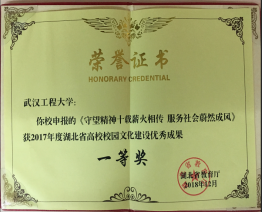 荣誉证书
HONORARY CREDENTIAL
武汉工程大学:
你校申报的《守望精神十载薪火相传 服务社会蔚然成风》
获2017年度湖北省高校校园文化建设优秀成果
一等奖
湖北省教育厅
2018年12月